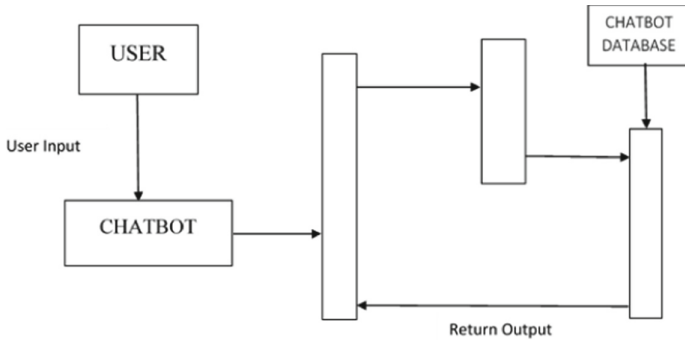 USER
CHATBOT
DATABASE
User Input
CHATBOT
Return Output